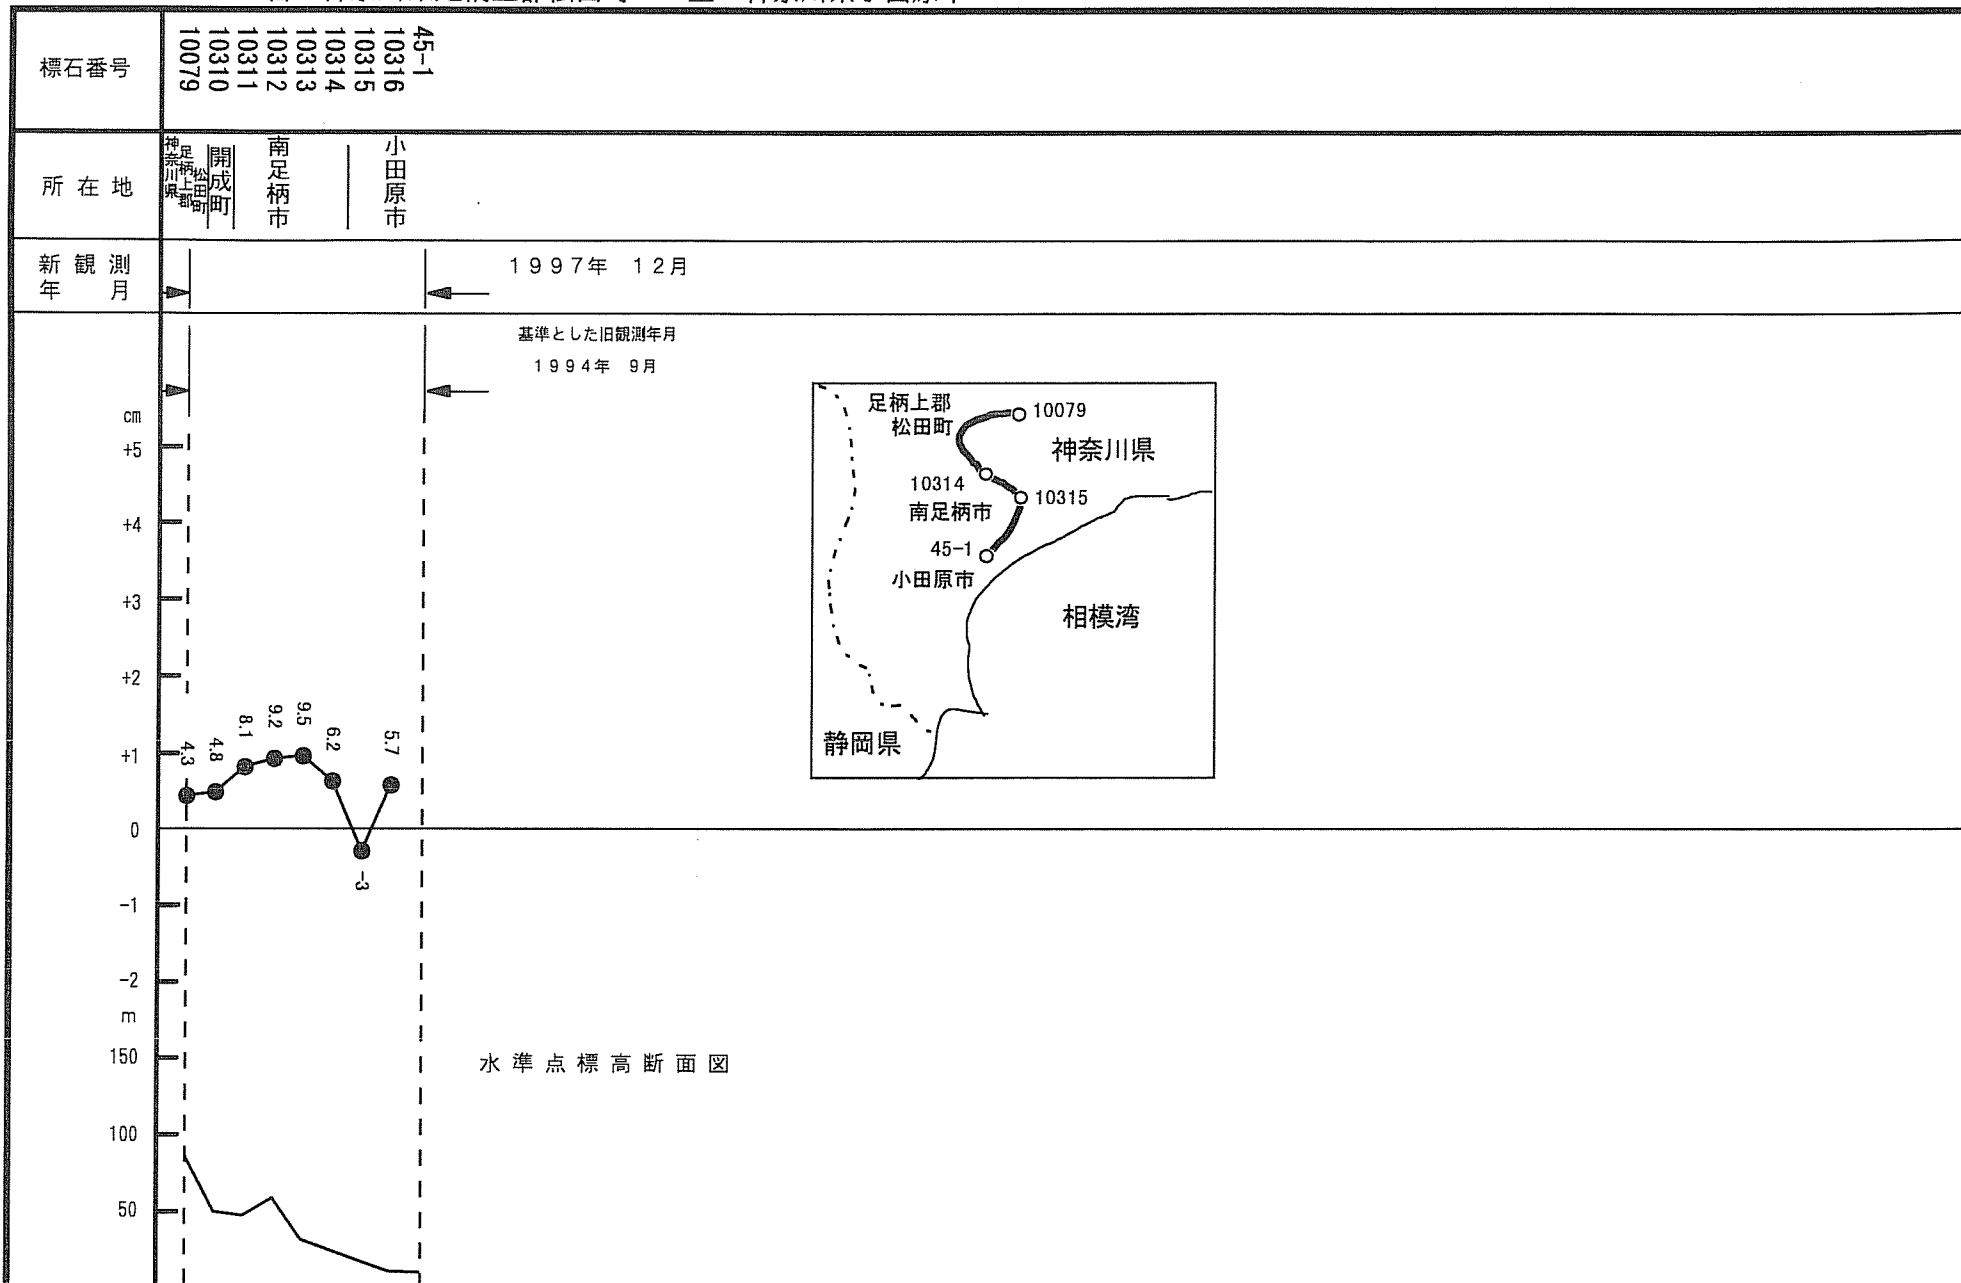 標石番号
10079
10310
10311
10312
10313
10314
10315
10316
45-1
所在地
神奈川県
足柄上郡
松田町
開成町
南足柄市
小田原市
新観測
年月
1997年 12月
基準とした旧観測年月
1994年 9月
cm
+5
+4
+3
+2
+1
0
-1
-2
4.3
4.8
8.1
9.2
9.5
6.2
-3
5.7
足柄上郡
松田町
10079
神奈川県
10314
南足柄市
10315
45-1
小田原市
相模湾
静岡県
m
150
100
50
水準点標高断面図